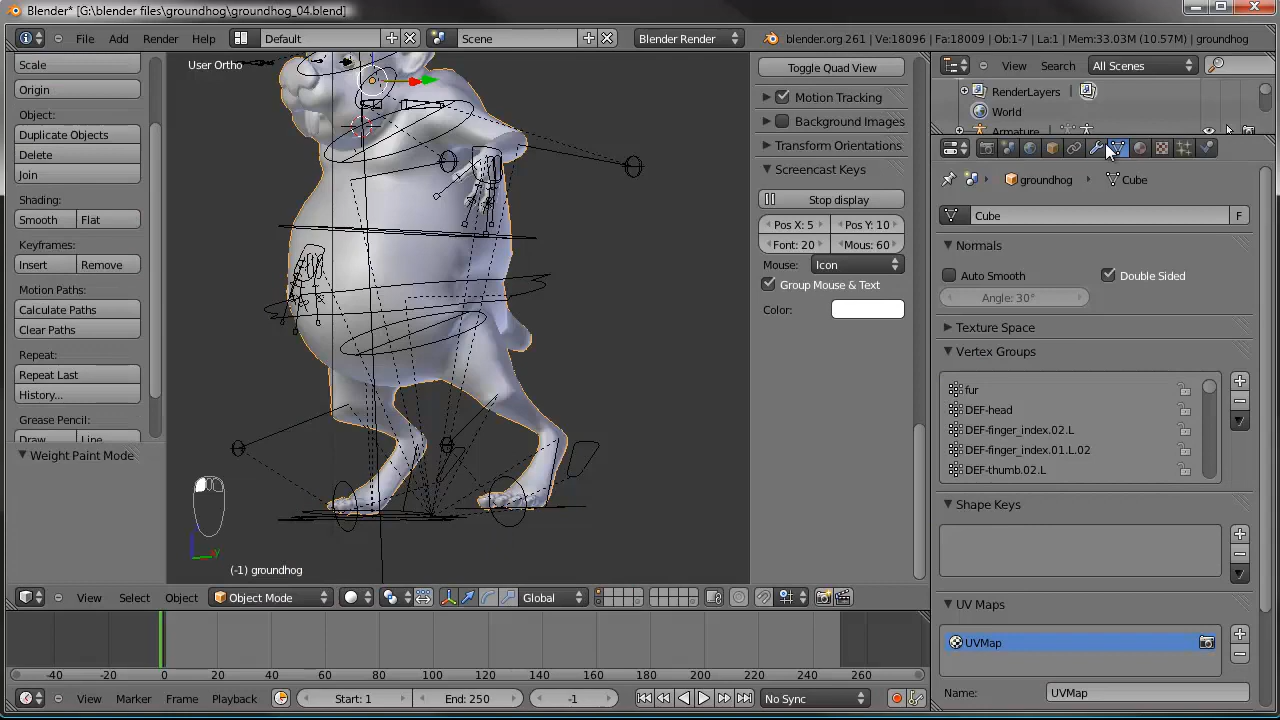 Blender* [G:\blender files\groundhog\groundhog_04.blend]
File Add Render Help Default Scene Blender Render blender.org 261 | Ve:18096 | Fa:18009 | Ob:1-7 | La:1 | Mem:33.03M (10.57M) | groundhog
Scale
Origin
Object:
Duplicate Objects
Delete
Join
Shading:
Smooth Flat
Keyframes:
Insert Remove
Motion Paths:
Calculate Paths
Clear Paths
Repeat:
Repeat Last
History...
Grease Pencil:
Draw Line
Weight Paint Mode
User Ortho
(-1) groundhog
Toggle Quad View
Motion Tracking
Background Images
Transform Orientations
Screencast Keys
Stop display
Pos X: 5 Pos Y: 10
Font: 20 Mous: 60
Mouse: Icon
Group Mouse & Text
Color:
View Search All Scenes
RenderLayers
World
Armature
groundhog Cube
Cube F
Normals
Auto Smooth Double Sided
Angle: 30°
Texture Space
Vertex Groups
fur
DEF-head
DEF-finger_index.02.L
DEF-finger_index.01.L.02
DEF-thumb.02.L
Shape Keys
UV Maps
UVMap
Name: UVMap
View Select Object Object Mode Global
-40 -20 0 20 40 60 80 100 120 140 160 180 200 220 240 260
View Marker Frame Playback Start: 1 End: 250 -1 No Sync